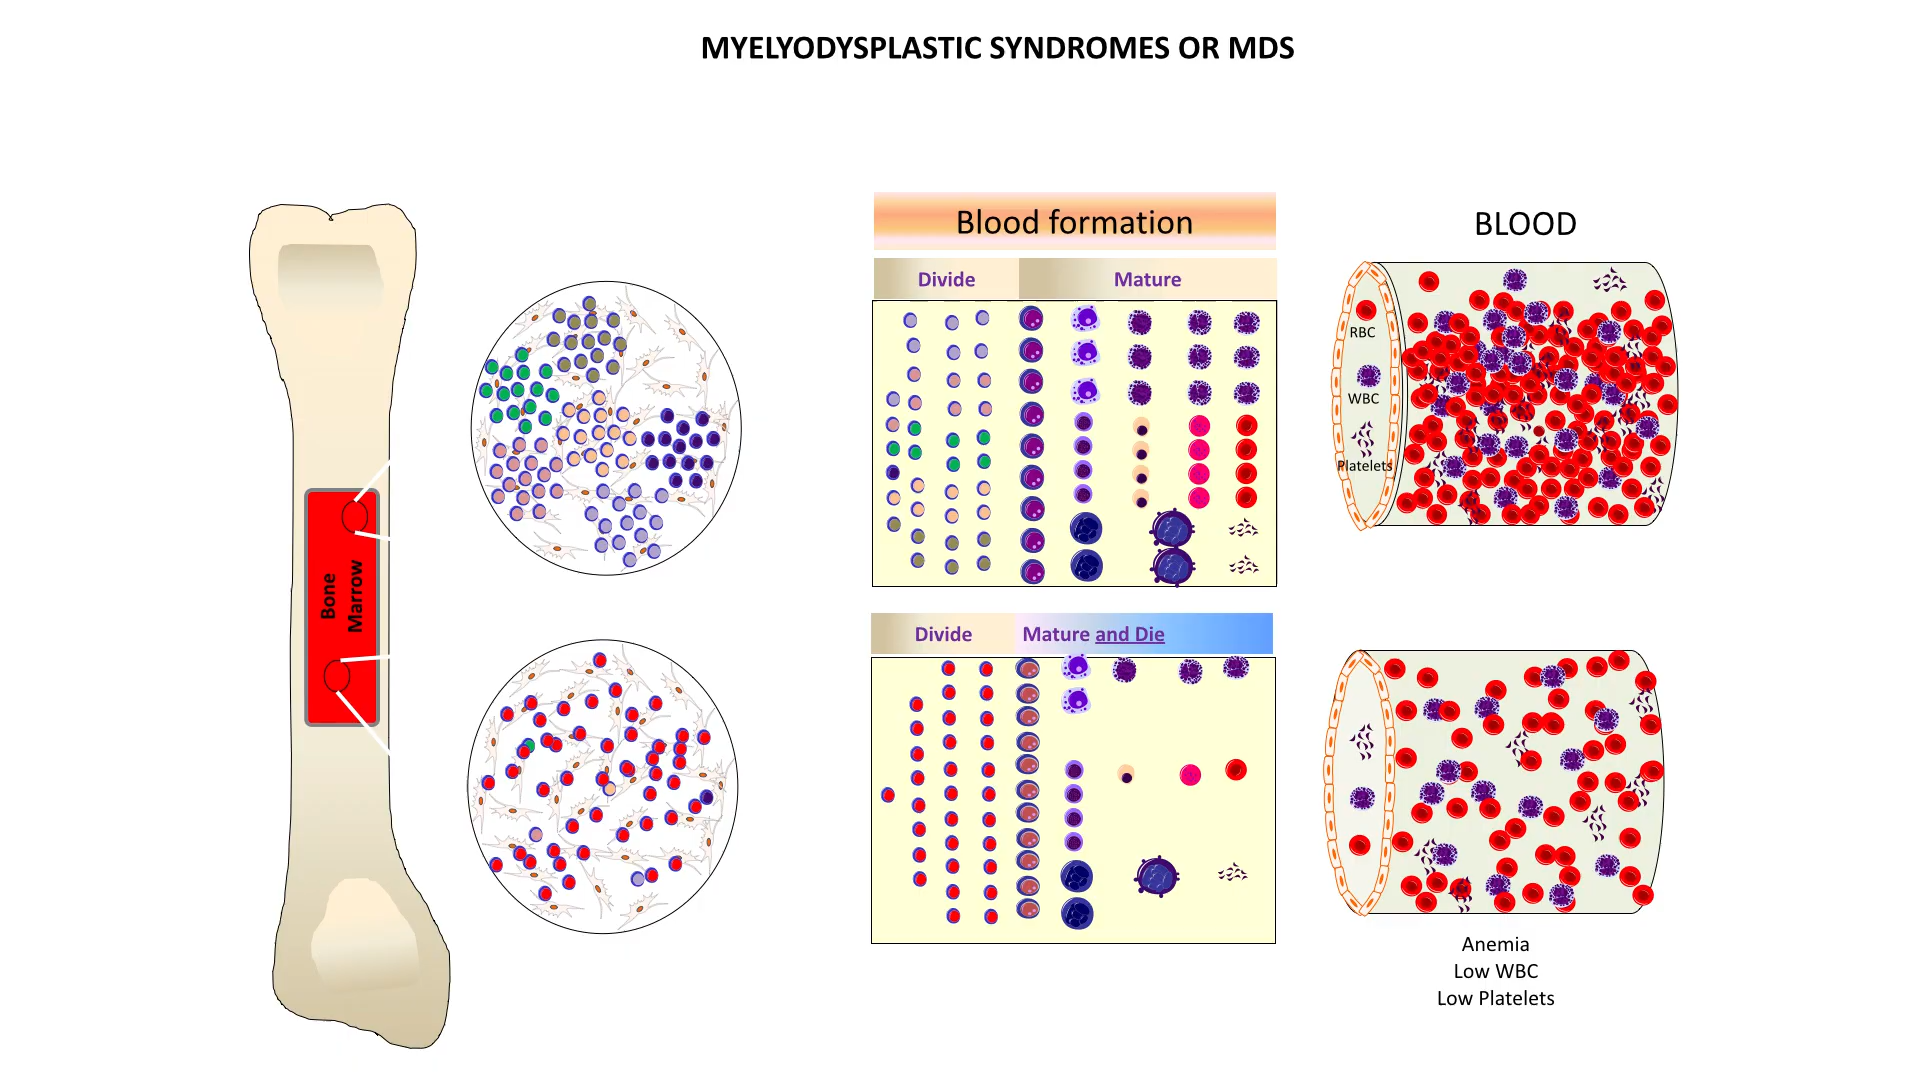 MYELYODYSPLASTIC SYNDROMES OR MDS
Blood formation
BLOOD
Divide
Mature
RBC
WBC
Platelets
Bone
Marrow
Divide
Mature and Die
Anemia
Low WBC
Low Platelets